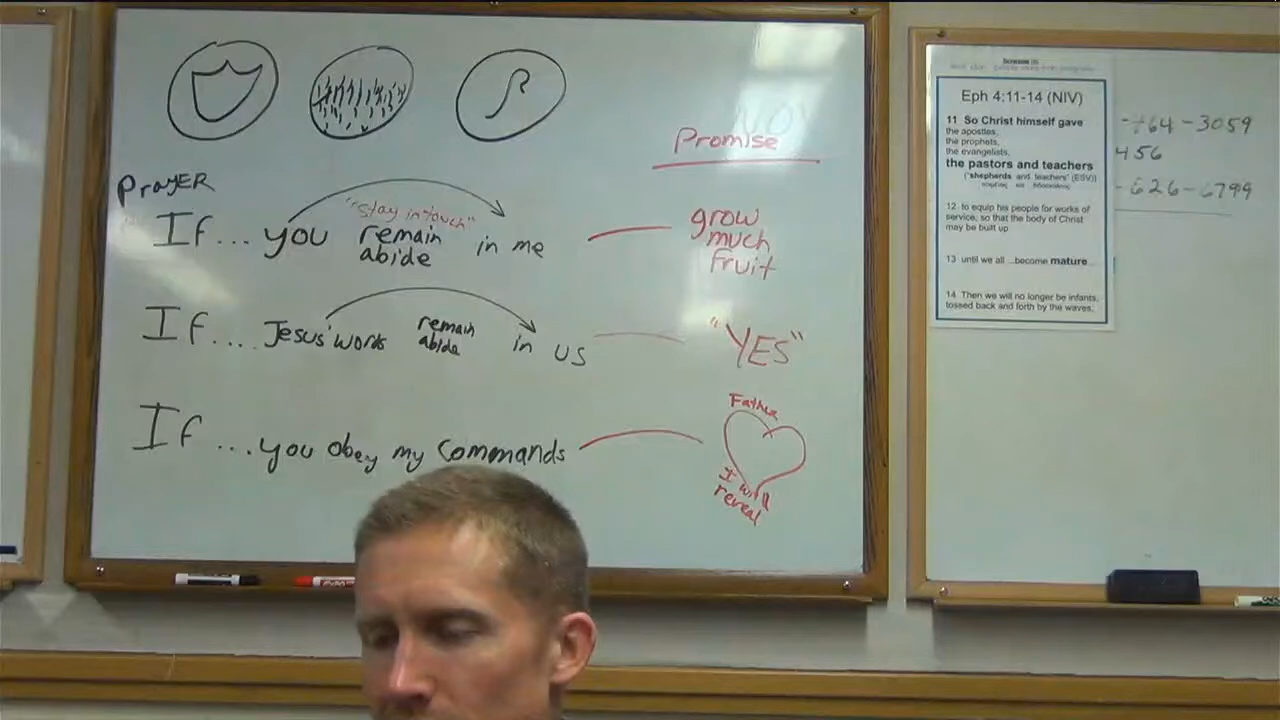 Promise
PRAYER
If... you "stay in touch" remain abide in me — grow much fruit
If.... Jesus' words remain abide in us — "YES"
If ...you obey my commands
Father
I will
reveal
Eph 4:11-14 (NIV)
11 So Christ himself gave
the apostles,
the prophets,
the evangelists,
the pastors and teachers
("shepherds and teachers" (ESV))
12 to equip his people for works of
service, so that the body of Christ
may be built up
13 until we all ...become mature...
14 Then we will no longer be infants,
tossed back and forth by the waves,
-764-3059
456
-626-6799